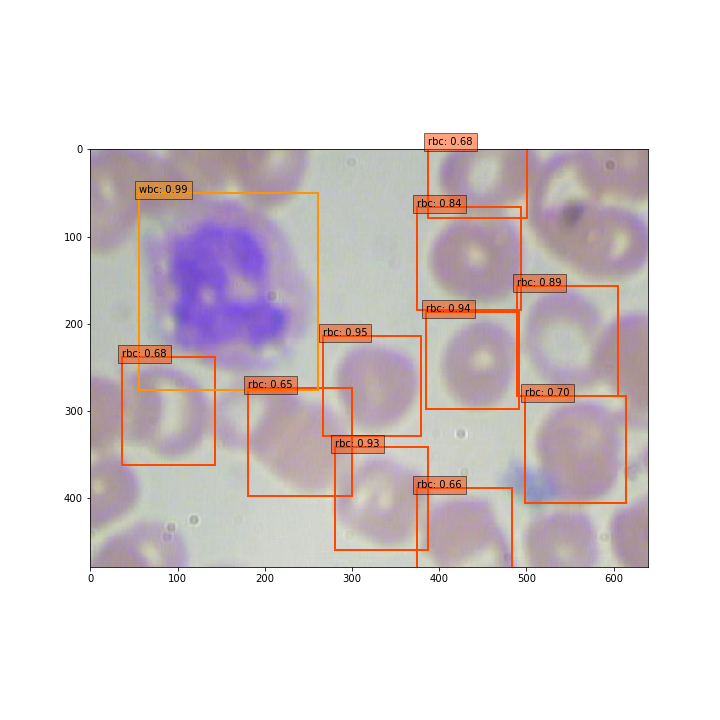 rbc: 0.68
0
wbc: 0.99
rbc: 0.84
100
rbc: 0.89
rbc: 0.94
200
rbc: 0.95
rbc: 0.68
rbc: 0.65
rbc: 0.70
300
rbc: 0.93
rbc: 0.66
400
0 100 200 300 400 500 600